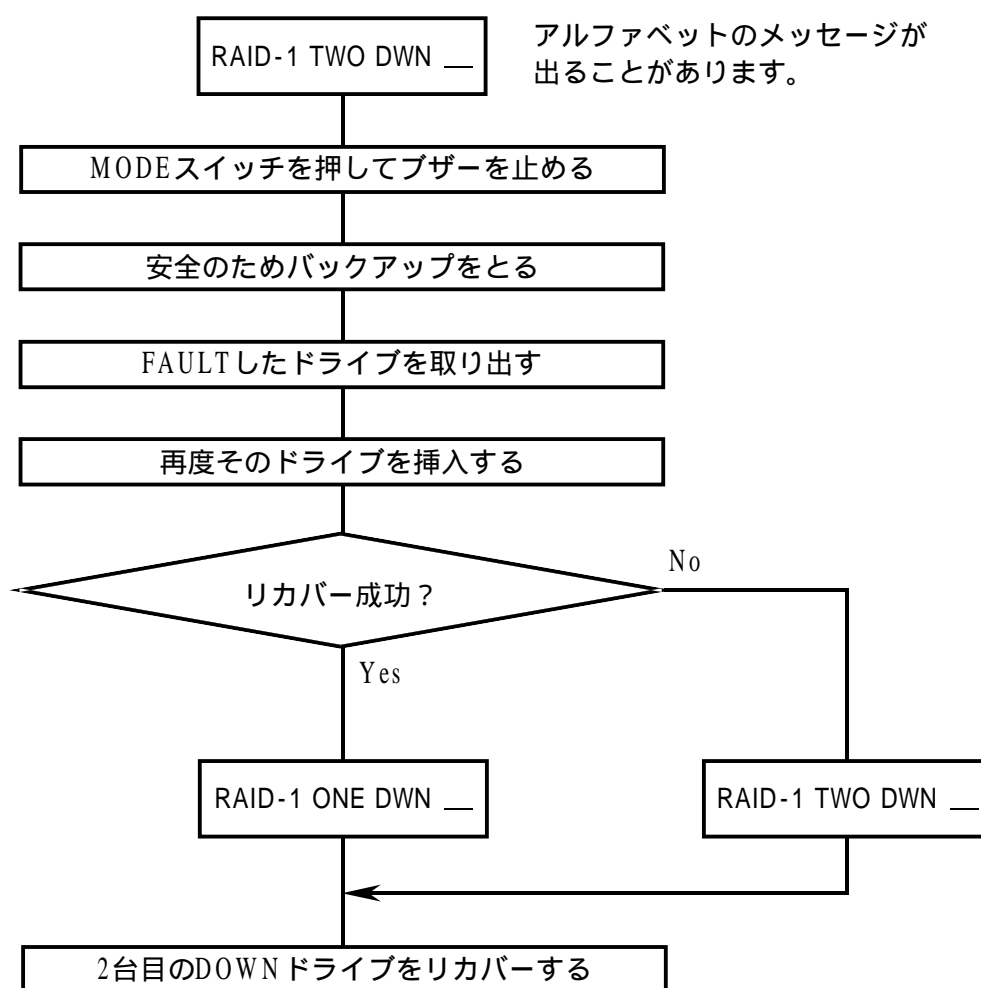 RAID-1 TWO DWN __
アルファベットのメッセージが
出ることがあります。
MODEスイッチを押してブザーを止める
安全のためバックアップをとる
FAULTしたドライブを取り出す
再度そのドライブを挿入する
リカバー成功？
No
Yes
RAID-1 ONE DWN __
RAID-1 TWO DWN __
2台目のDOWNドライブをリカバーする